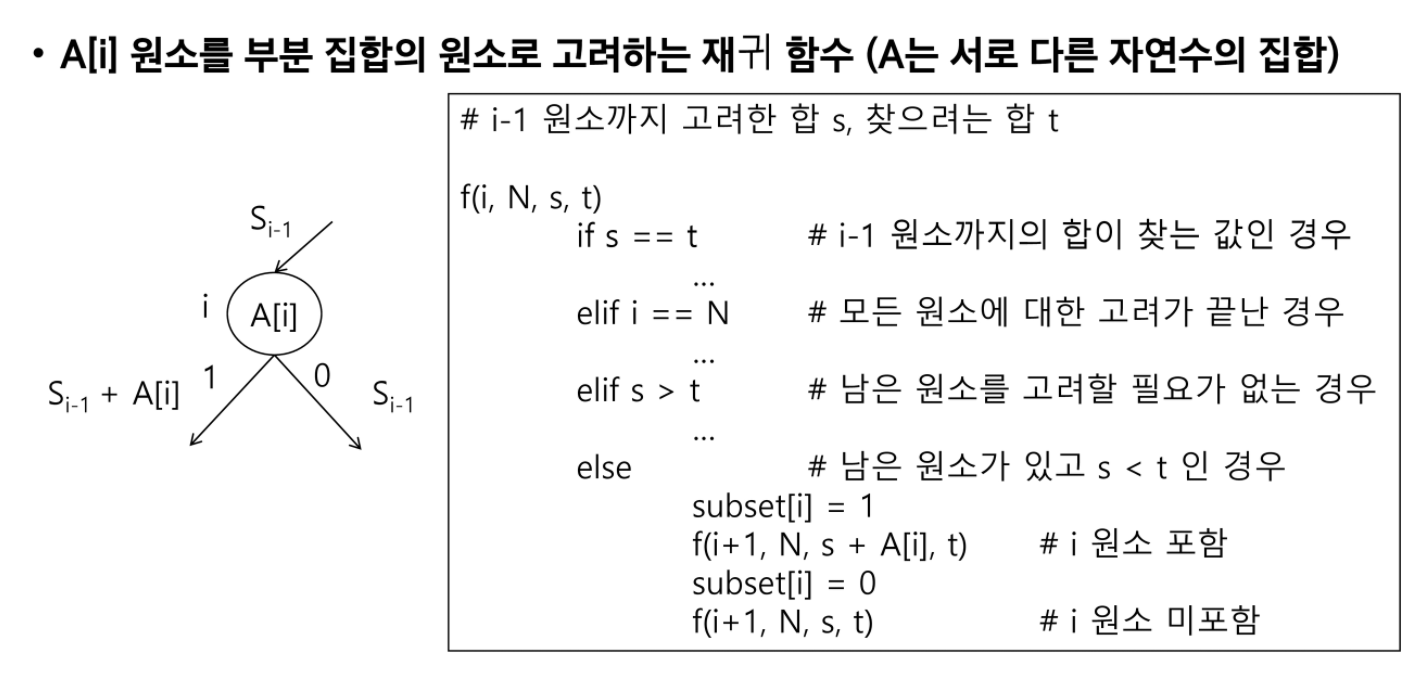 • A[i] 원소를 부분 집합의 원소로 고려하는 재귀 함수 (A는 서로 다른 자연수의 집합)
# i-1 원소까지 고려한 합 s, 찾으려는 합 t
f(i, N, s, t)
if s == t # i-1 원소까지의 합이 찾는 값인 경우
...
elif i == N # 모든 원소에 대한 고려가 끝난 경우
...
elif s > t # 남은 원소를 고려할 필요가 없는 경우
...
else # 남은 원소가 있고 s < t 인 경우
subset[i] = 1
f(i+1, N, s + A[i], t) # i 원소 포함
subset[i] = 0
f(i+1, N, s, t) # i 원소 미포함
Si-1
i
A[i]
1
0
Si-1 + A[i]
Si-1